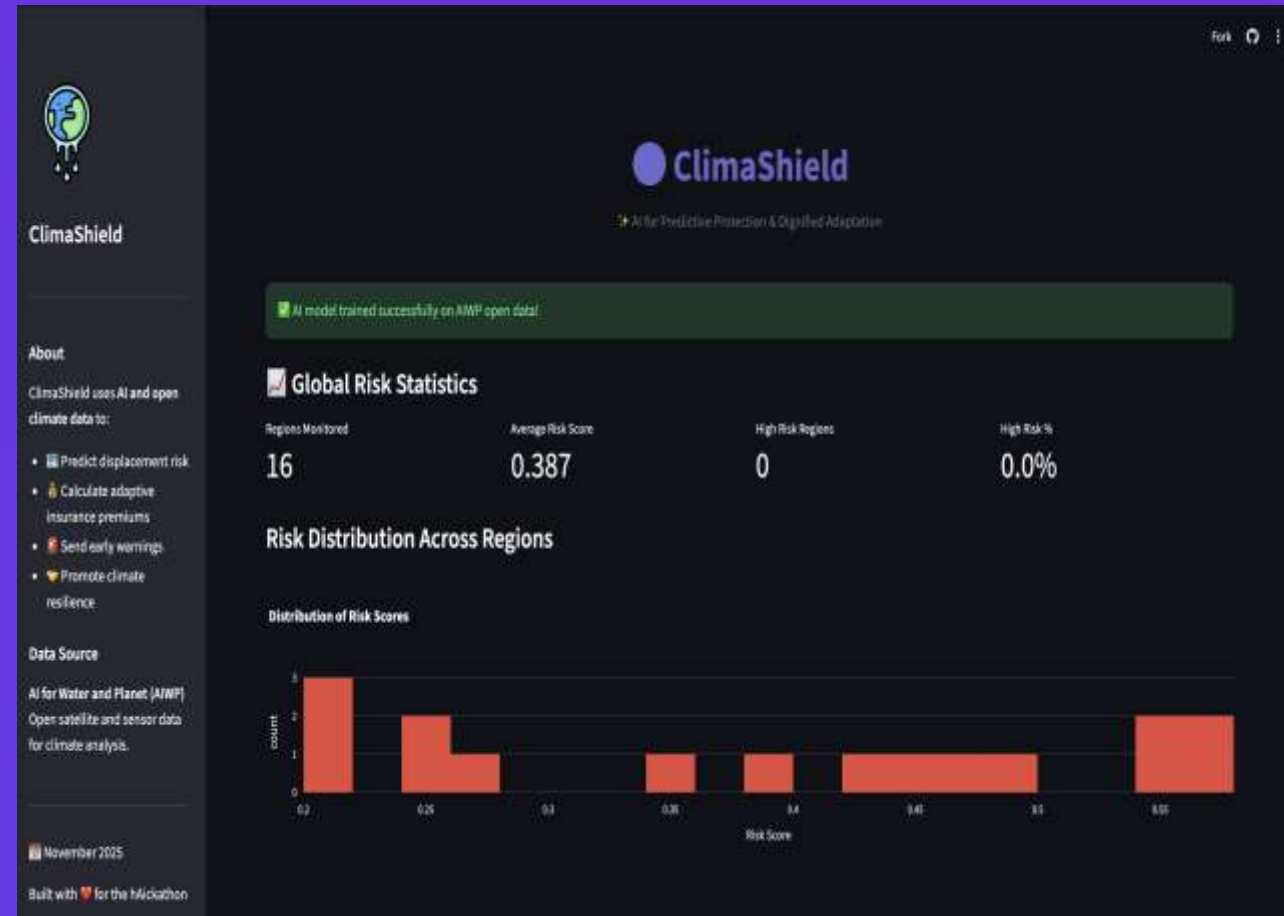 Fork
ClimaShield
About
ClimaShield uses AI and open
climate data to:
Predict displacement risk
Calculate adaptive
insurance premiums
Send early warnings
Promote climate
resilience
Data Source
AI for Water and Planet (AIWP)
Open satellite and sensor data
for climate analysis.
November 2025
Built with ❤️ for the hAickathon
ClimaShield
✨ AI for Predictive Protection & Dignified Adaptation
✅ AI model trained successfully on AIWP open data!
📈 Global Risk Statistics
Regions Monitored
16
Average Risk Score
0.387
High Risk Regions
0
High Risk %
0.0%
Risk Distribution Across Regions
Distribution of Risk Scores
count
3
2
1
0
0.2 0.25 0.3 0.35 0.4 0.45 0.5 0.55
Risk Score